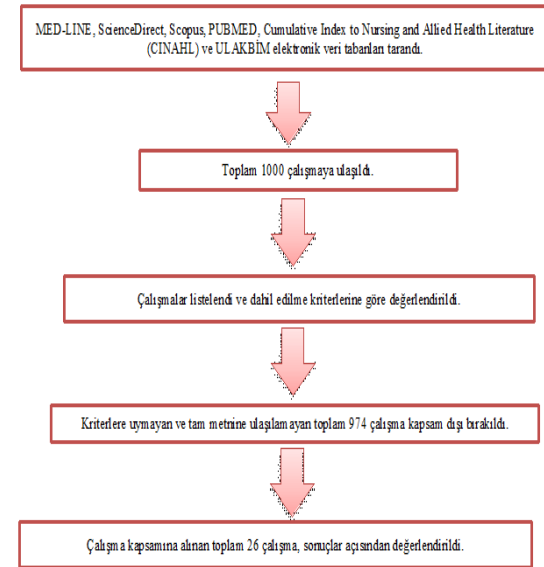 MED-LINE, ScienceDirect, Scopus, PUBMED, Cumulative Index to Nursing and Allied Health Literature
(CINAHL) ve ULAKBİM elektronik veri tabanları tarandı.
Toplam 1000 çalışmaya ulaşıldı.
Çalışmalar listelendi ve dahil edilme kriterlerine göre değerlendirildi.
Kriterlere uymayan ve tam metnine ulaşılamayan toplam 974 çalışma kapsam dışı bırakıldı.
Çalışma kapsamına alınan toplam 26 çalışma, sonuçlar açısından değerlendirildi.